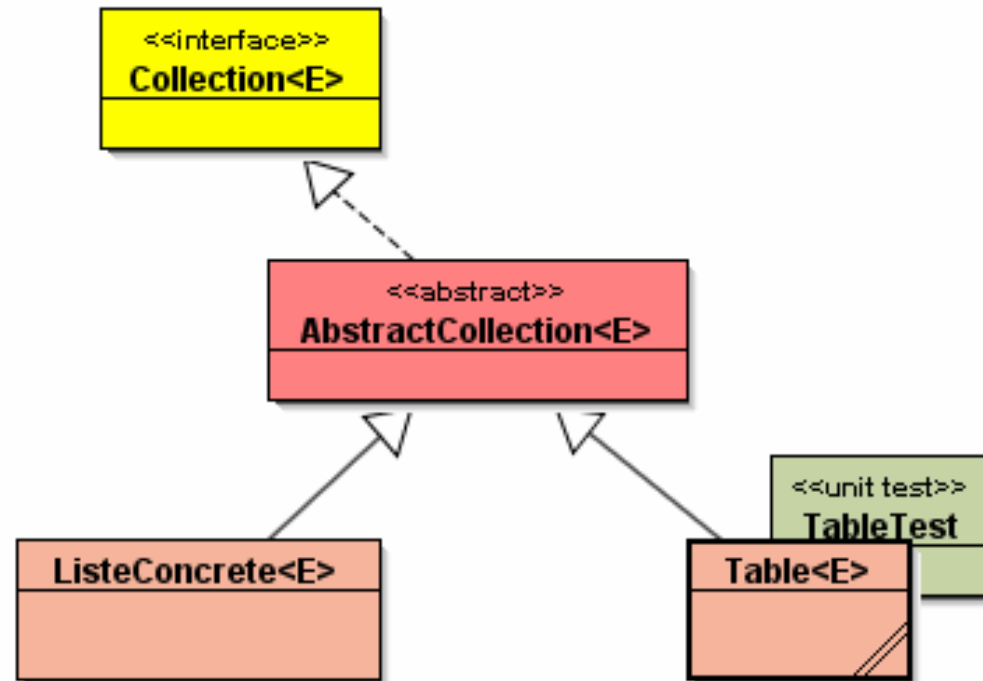 <<interface>>
Collection<E>
<<abstract>>
AbstractCollection<E>
<<unit test>>
TableTest
ListeConcrete<E>
Table<E>